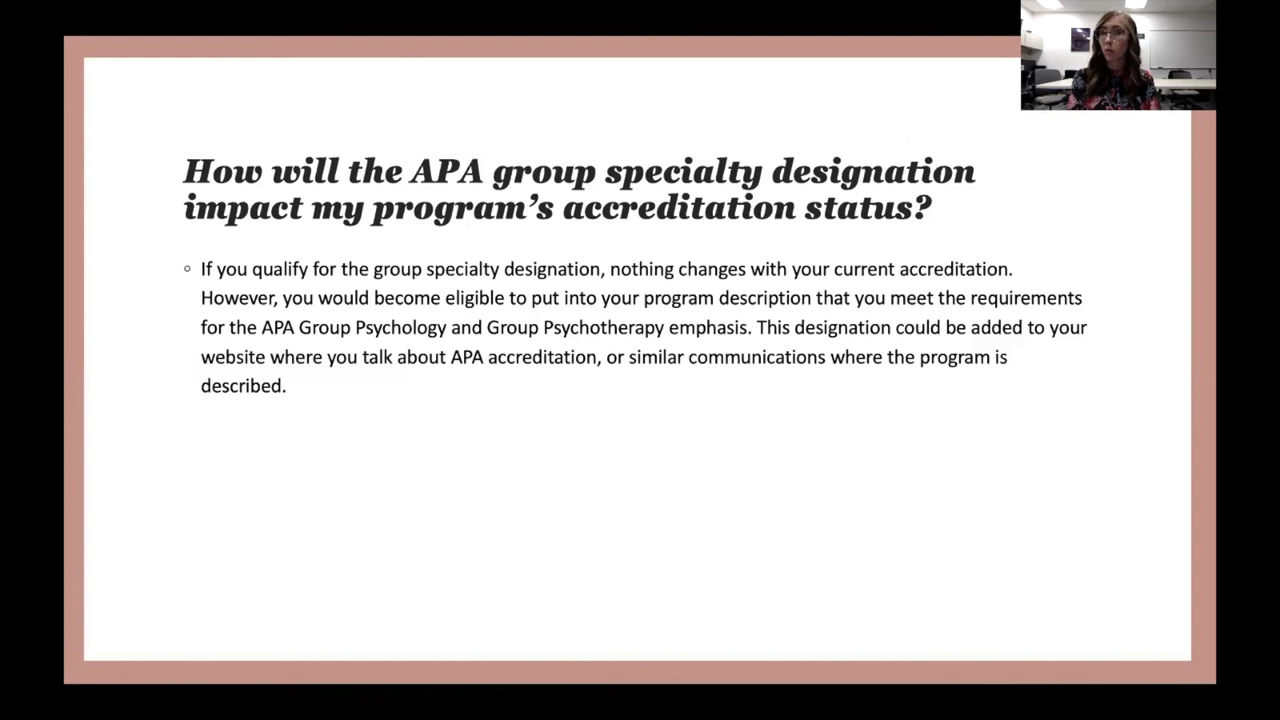 How will the APA group specialty designation
impact my program’s accreditation status?
◦ If you qualify for the group specialty designation, nothing changes with your current accreditation.
However, you would become eligible to put into your program description that you meet the requirements
for the APA Group Psychology and Group Psychotherapy emphasis. This designation could be added to your
website where you talk about APA accreditation, or similar communications where the program is
described.